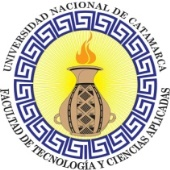 UNIVERSIDAD NACIONAL DE CATAMARCA
FACULTAD DE TECNOLOGÍA Y CIENCIAS APLICADAS